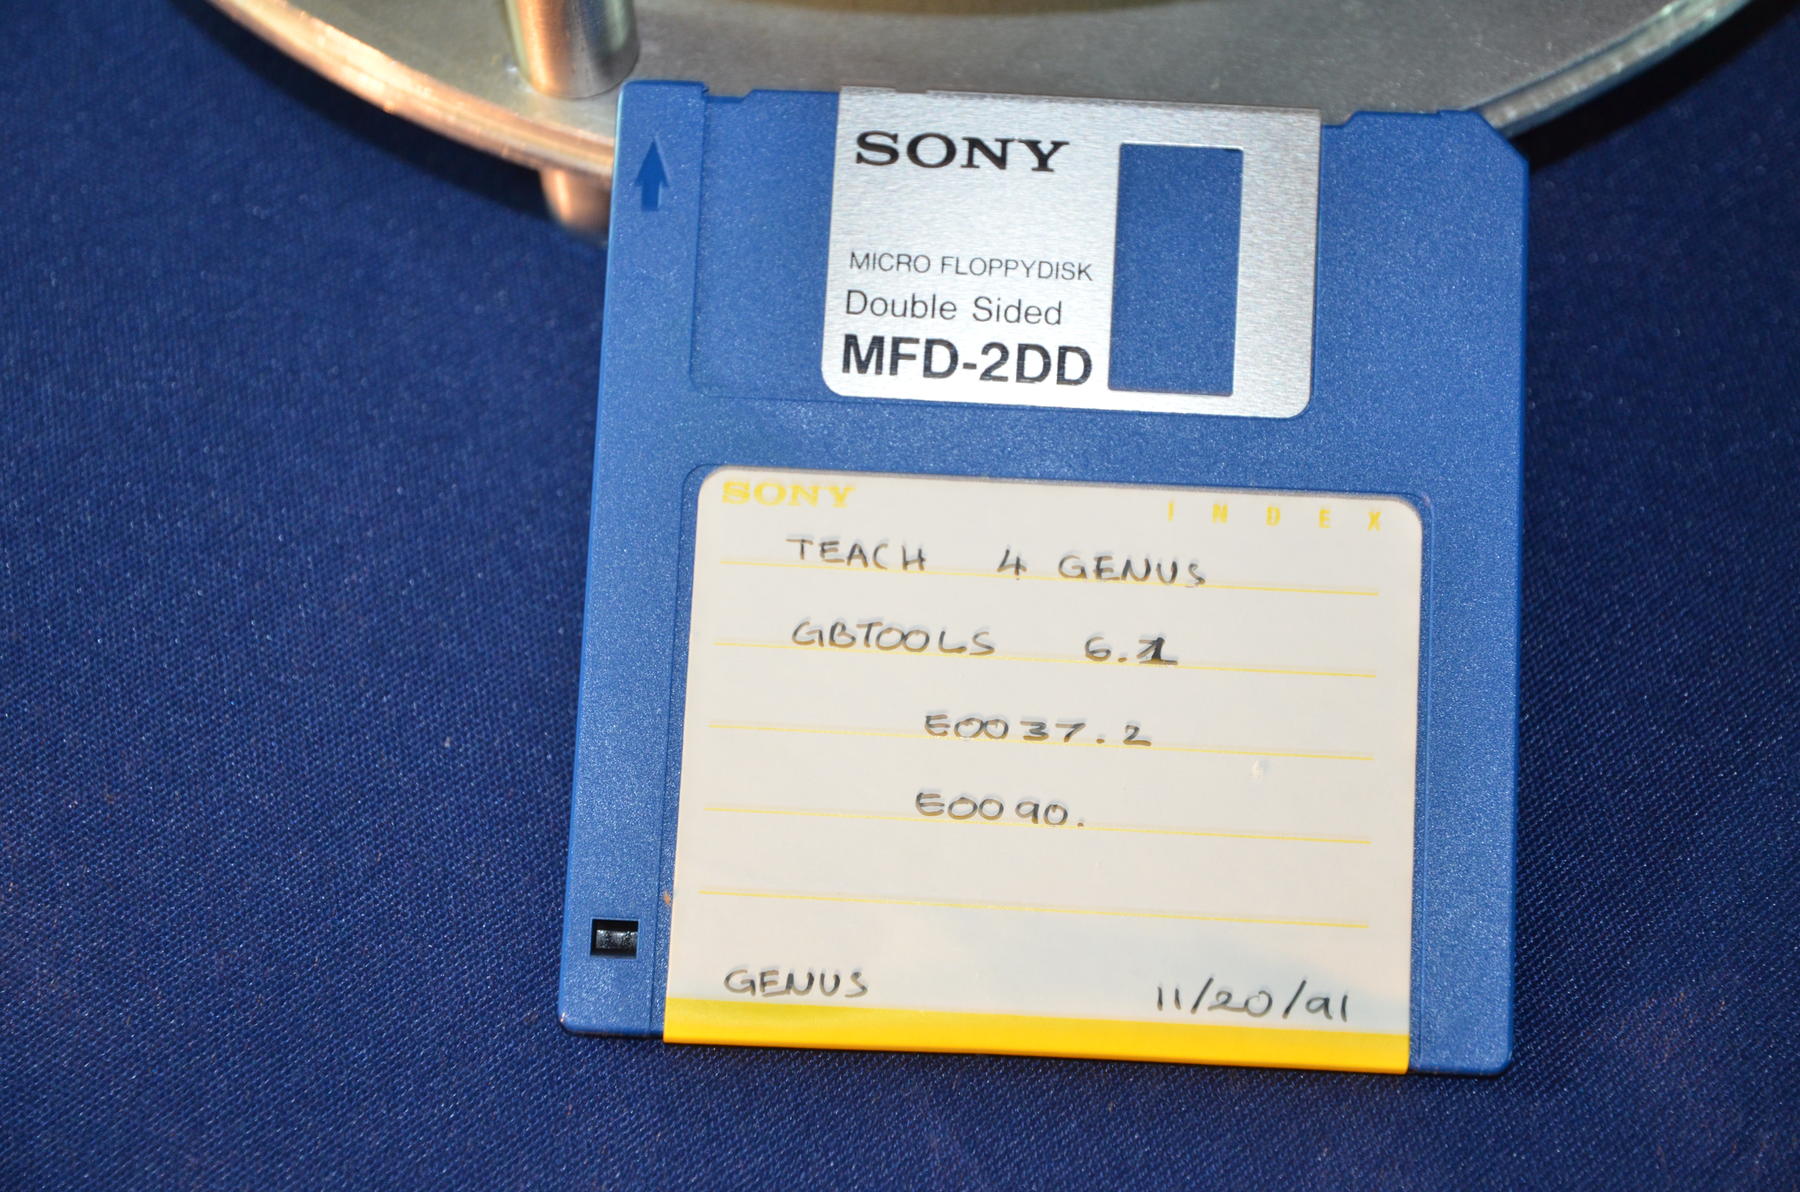 SONY
MICRO FLOPPYDISK
Double Sided
MFD-2DD
SONY INDEX
TEACH 4 GENUS
GBTOOLS 6.1
E0037.2
E0090.
GENUS 11/20/91